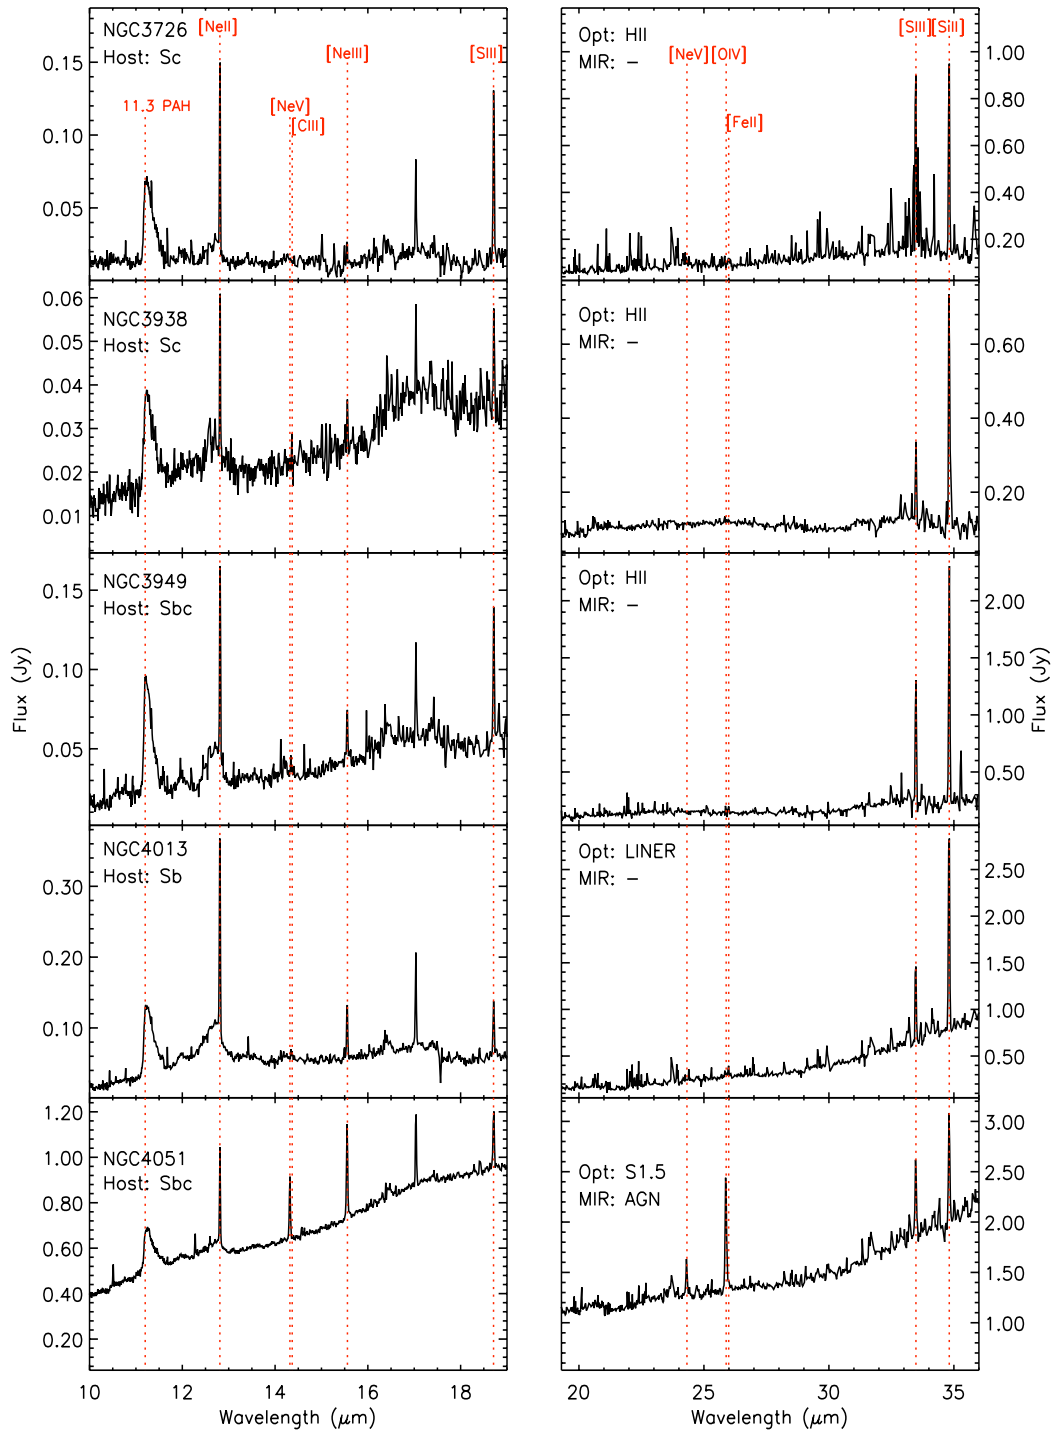 NGC3726
Host: Sc
[NeII]
[NeIII]
[SIII]
11.3 PAH
[NeV]
[CIII]
0.15
0.10
0.05
Opt: HII
MIR: –
[SIII]
[SiII]
[NeV]
[OIV]
[FeII]
1.00
0.80
0.60
0.40
0.20
NGC3938
Host: Sc
0.06
0.05
0.04
0.03
0.02
0.01
Opt: HII
MIR: –
0.60
0.40
0.20
NGC3949
Host: Sbc
0.15
0.10
0.05
Flux (Jy)
Opt: HII
MIR: –
2.00
1.50
1.00
0.50
Flux (Jy)
NGC4013
Host: Sb
0.30
0.20
0.10
Opt: LINER
MIR: –
2.50
2.00
1.50
1.00
0.50
NGC4051
Host: Sbc
1.20
1.00
0.80
0.60
0.40
0.20
Opt: S1.5
MIR: AGN
3.00
2.50
2.00
1.50
1.00
10 12 14 16 18
Wavelength (μm)
20 25 30 35
Wavelength (μm)